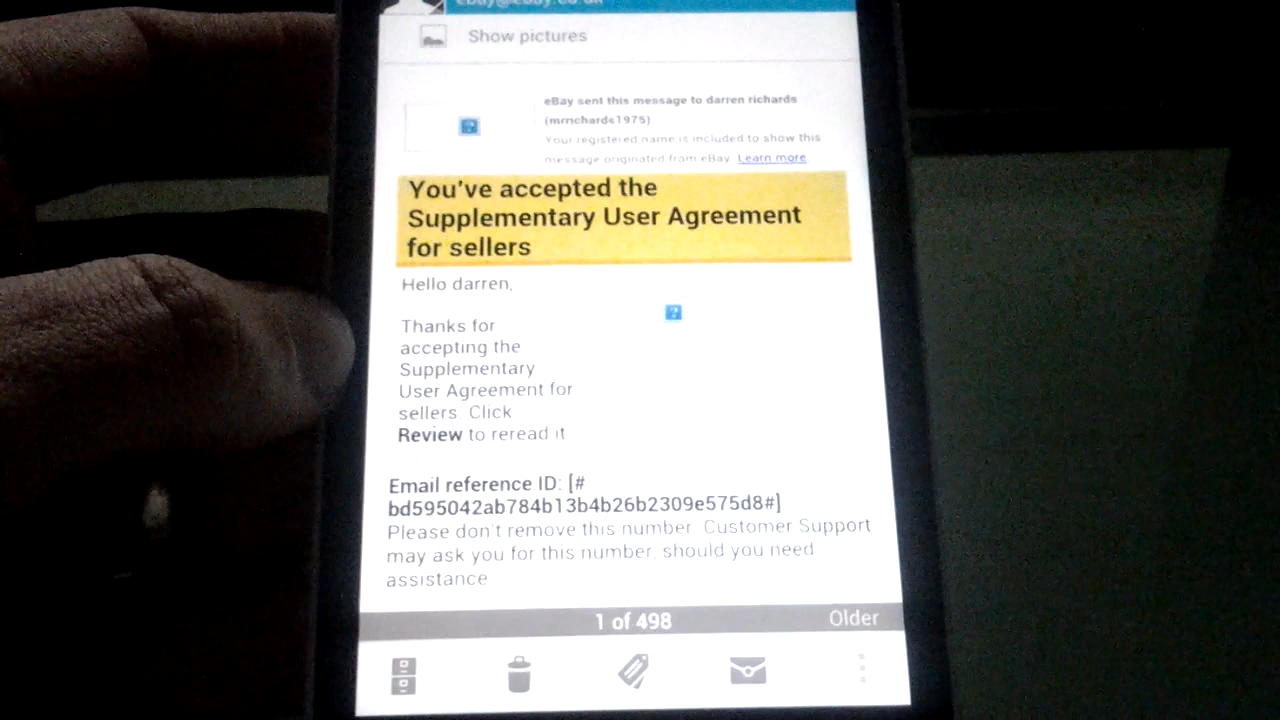 ebay@ebay.co.uk
Show pictures
eBay sent this message to darren richards
(mrrichards1975)
Your registered name is included to show this
message originated from eBay. Learn more
You've accepted the
Supplementary User Agreement
for sellers
Hello darren,
Thanks for
accepting the
Supplementary
User Agreement for
sellers. Click
Review to reread it
Email reference ID: [#
bd595042ab784b13b4b26b2309e575d8#]
Please don't remove this number. Customer Support
may ask you for this number, should you need
assistance
1 of 498
Older